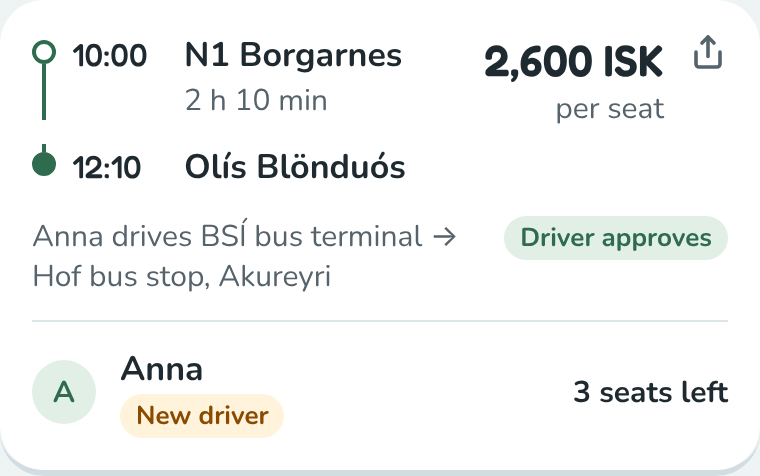 10:00 N1 Borgarnes 2,600 ISK
2 h 10 min per seat
12:10 Olís Blönduós
Anna drives BSÍ bus terminal → Driver approves
Hof bus stop, Akureyri
A Anna 3 seats left
New driver